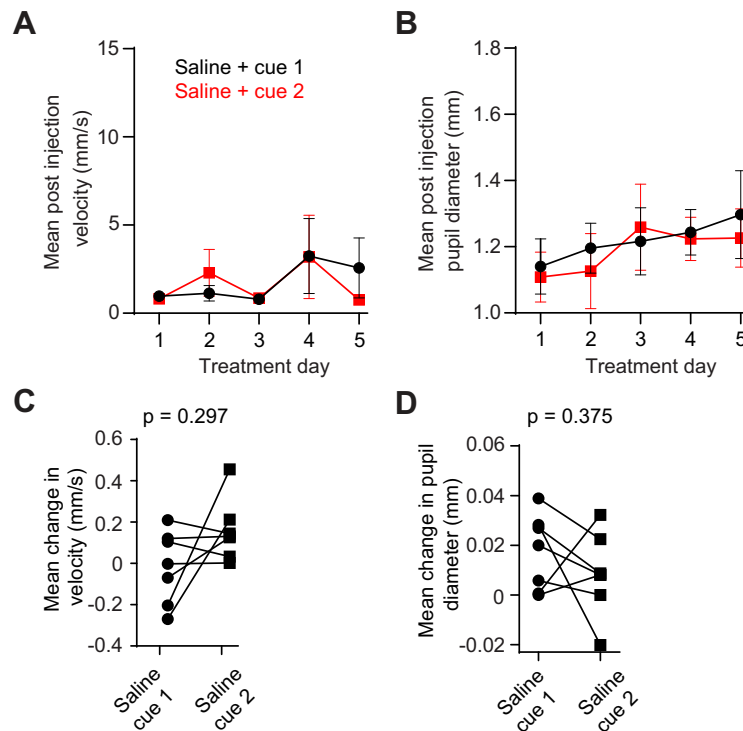 A
15
10
5
0
Mean post injection
velocity (mm/s)
Saline + cue 1
Saline + cue 2
1 2 3 4 5
Treatment day
B
1.8
1.6
1.4
1.2
1.0
Mean post injection
pupil diameter (mm)
1 2 3 4 5
Treatment day
C
p = 0.297
0.6
0.4
0.2
0
-0.2
-0.4
Mean change in
velocity (mm/s)
Saline
cue 1
Saline
cue 2
D
p = 0.375
0.06
0.04
0.02
0
-0.02
Mean change in pupil
diameter (mm)
Saline
cue 1
Saline
cue 2